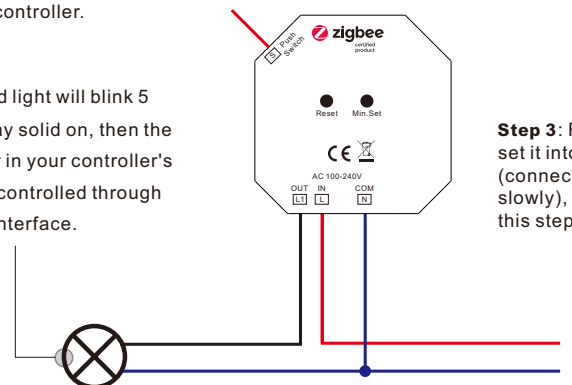 controller.
d light will blink 5
ay solid on, then the
in your controller's
controlled through
nterface.
S
Push
Switch
zigbee
certified
product
Reset
Min.Set
CE
AC 100-240V
OUT IN COM
L1 L N
Step 3:
set it into
(connec
slowly),
this step